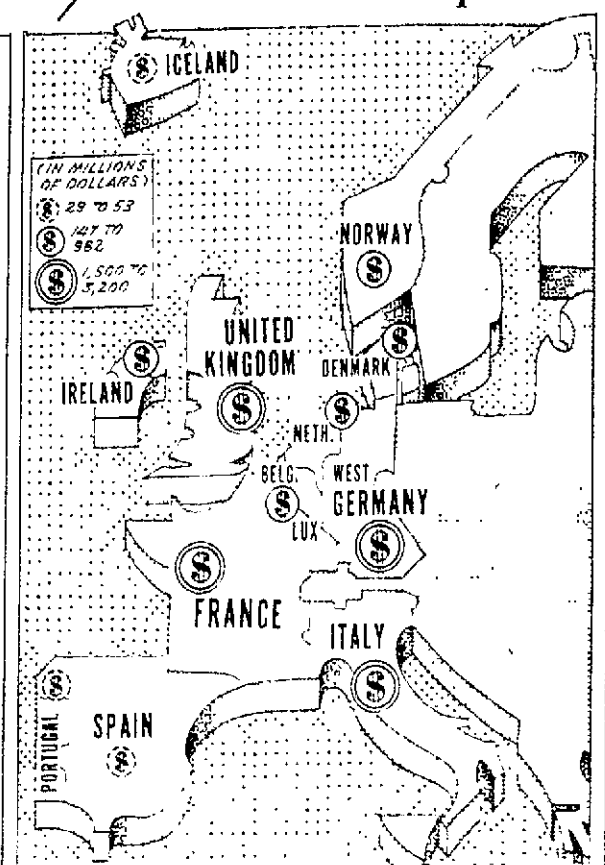 ICELAND
(IN MILLIONS
OF DOLLARS)
$ 29 TO 53
$ 147 TO
962
$ 1,500 TO
3,200
NORWAY
$
UNITED
KINGDOM
$
DENMARK
$
IRELAND
$
NETH.
$
BELG.
$
LUX
WEST
GERMANY
$
FRANCE
$
ITALY
$
PORTUGAL
$
SPAIN
$